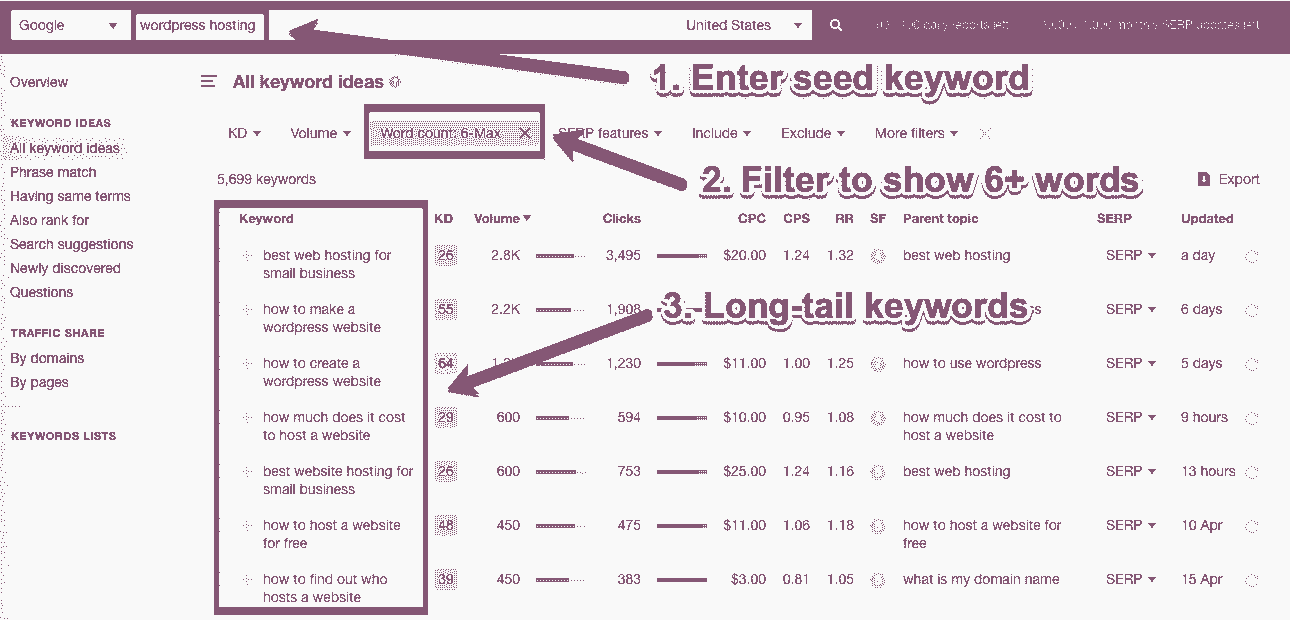 Google wordpress hosting United States
1. Enter seed keyword
Overview
All keyword ideas
KEYWORD IDEAS
KD Volume Word count: 6-Max SERP features Include Exclude More filters
All keyword ideas
Phrase match
2. Filter to show 6+ words
5,699 keywords Export
Having same terms
Also rank for
Search suggestions
Newly discovered
Questions
TRAFFIC SHARE
By domains
By pages
KEYWORDS LISTS
Keyword KD Volume Clicks CPC CPS RR SF Parent topic SERP Updated
best web hosting for 26 2.8K 3,495 $20.00 1.24 1.32 best web hosting SERP a day
small business
3. Long-tail keywords
how to make a 55 2.2K 1,908 SERP 6 days
wordpress website
how to create a 64 1,230 $11.00 1.00 1.25 how to use wordpress SERP 5 days
wordpress website
how much does it cost 29 600 594 $10.00 0.95 1.08 how much does it cost to SERP 9 hours
to host a website host a website
best website hosting for 26 600 753 $25.00 1.24 1.16 best web hosting SERP 13 hours
small business
how to host a website 48 450 475 $11.00 1.06 1.18 how to host a website for SERP 10 Apr
for free free
how to find out who 39 450 383 $3.00 0.81 1.05 what is my domain name SERP 15 Apr
hosts a website